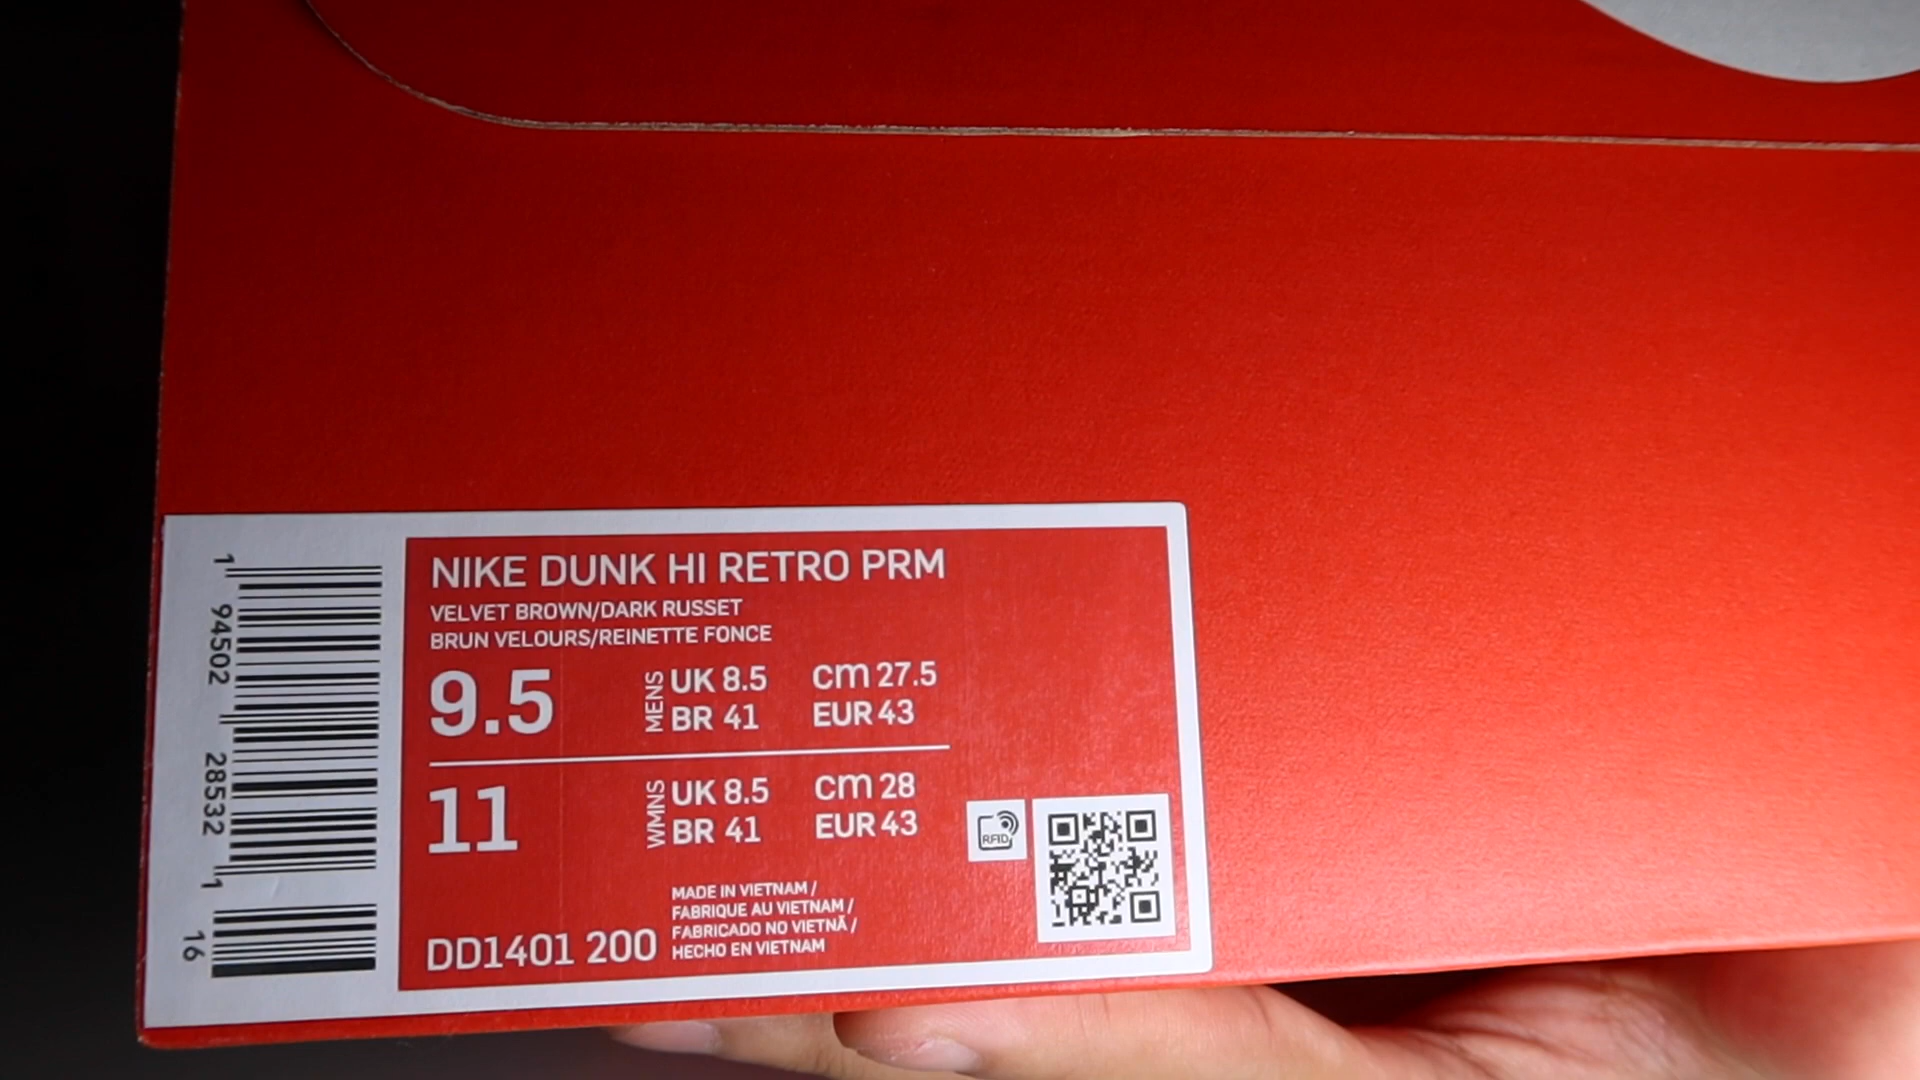 NIKE DUNK HI RETRO PRM
VELVET BROWN/DARK RUSSET
BRUN VELOURS/REINETTE FONCE
9.5 MENS UK 8.5 cm 27.5
BR 41 EUR 43
11 WMNS UK 8.5 cm 28
BR 41 EUR 43
RFID
MADE IN VIETNAM /
FABRIQUE AU VIETNAM /
FABRICADO NO VIETNÃ /
HECHO EN VIETNAM
DD1401 200
1 94502 28532 1 16